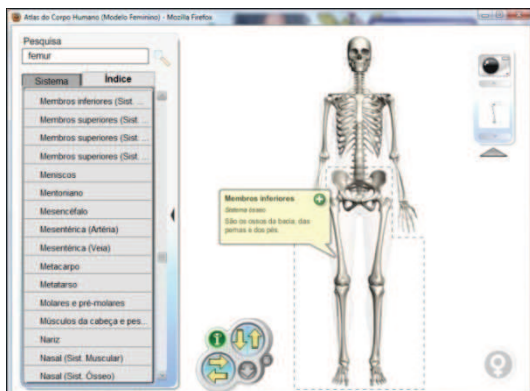 Atlas do Corpo Humano (Modelo Feminino) - Mozilla Firefox
Pesquisa
femur
Sistema
Índice
Membros inferiores (Sist. ...
Membros superiores (Sist. ...
Membros superiores (Sist. ...
Membros superiores (Sist. ...
Meniscos
Mentoniano
Mesencéfalo
Mesentérica (Artéria)
Mesentérica (Veia)
Metacarpo
Metatarso
Molares e pré-molares
Músculos da cabeça e pes...
Nariz
Nasal (Sist. Muscular)
Nasal (Sist. Ósseo)
Membros inferiores
Sistema ósseo
São os ossos da bacia, das
pernas e dos pés.